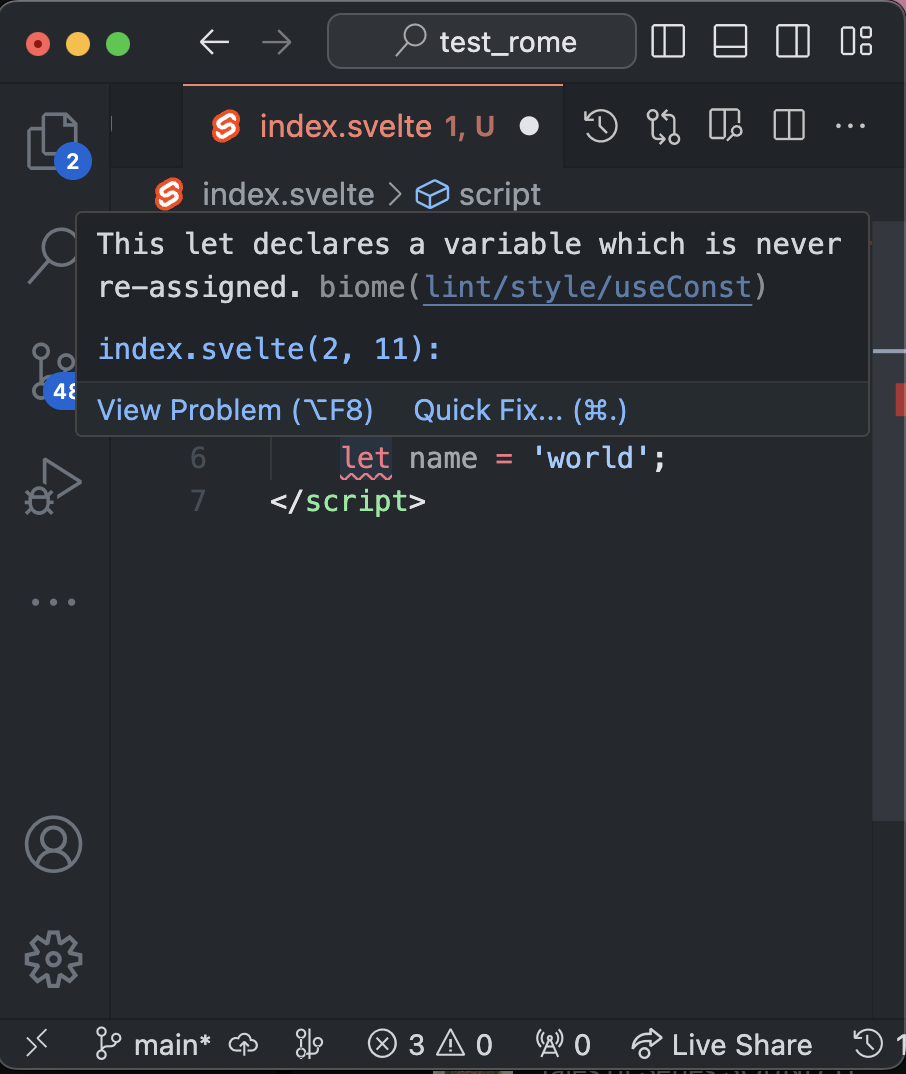 test_rome
index.svelte 1, U
2
index.svelte > script
This let declares a variable which is never
re-assigned. biome(lint/style/useConst)
index.svelte(2, 11):
48
View Problem (⌥F8) Quick Fix... (⌘.)
6 let name = 'world';
7 </script>
main* 3 0 0 Live Share